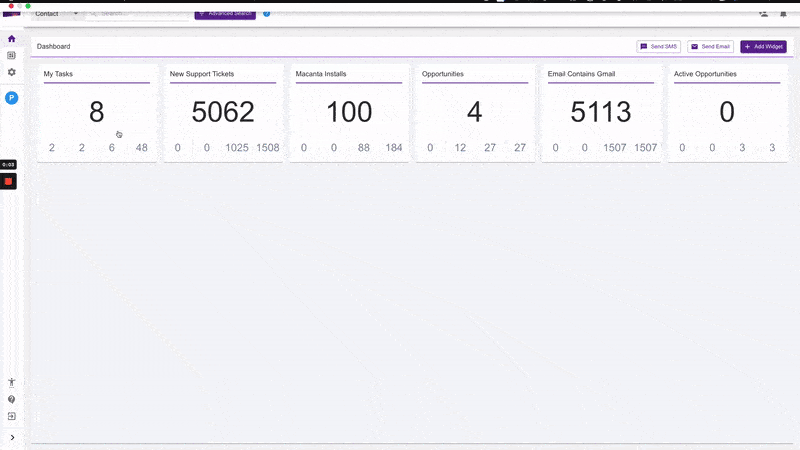 Contact
Search...
Advanced Search
Dashboard
Send SMS
Send Email
Add Widget
My Tasks
8
2 2 6 48
New Support Tickets
5062
0 0 1025 1508
Macanta Installs
100
0 0 88 184
Opportunities
4
0 12 27 27
Email Contains Gmail
5113
0 0 1507 1507
Active Opportunities
0
0 0 3 3
P
0:03